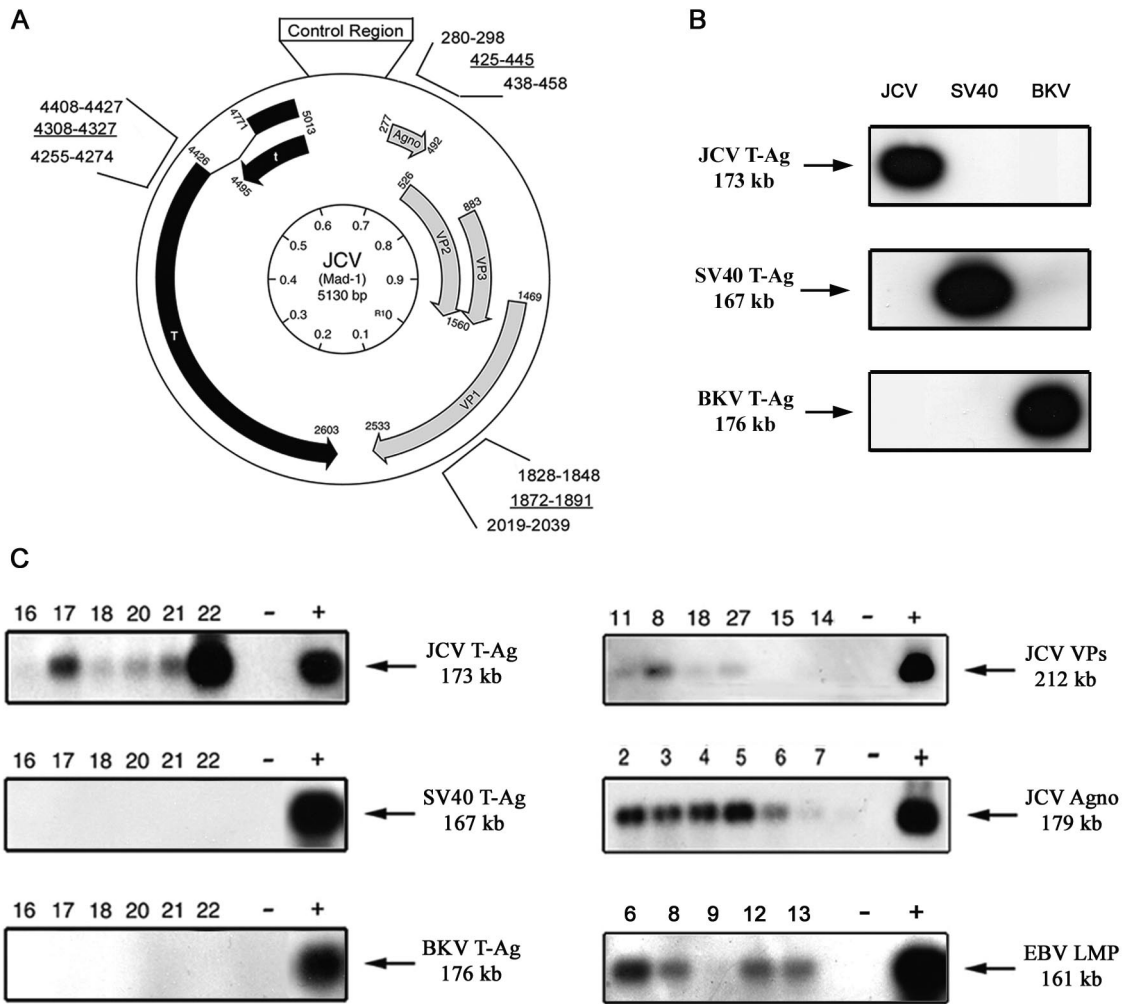 A
Control Region
280-298
425-445
438-458
4408-4427
4308-4327
4255-4274
4771
5013
t
4495
4426
277
Agno
492
526
883
VP2
VP3
1560
1469
VP1
2533
2603
T
0.6 0.7
0.5 0.8
0.4 0.9
0.3 R10
0.2 0.1
JCV
(Mad-1)
5130 bp
1828-1848
1872-1891
2019-2039
B
JCV SV40 BKV
JCV T-Ag
173 kb
SV40 T-Ag
167 kb
BKV T-Ag
176 kb
C
16 17 18 20 21 22 - +
JCV T-Ag
173 kb
16 17 18 20 21 22 - +
SV40 T-Ag
167 kb
16 17 18 20 21 22 - +
BKV T-Ag
176 kb
11 8 18 27 15 14 - +
JCV VPs
212 kb
2 3 4 5 6 7 - +
JCV Agno
179 kb
6 8 9 12 13 - +
EBV LMP
161 kb